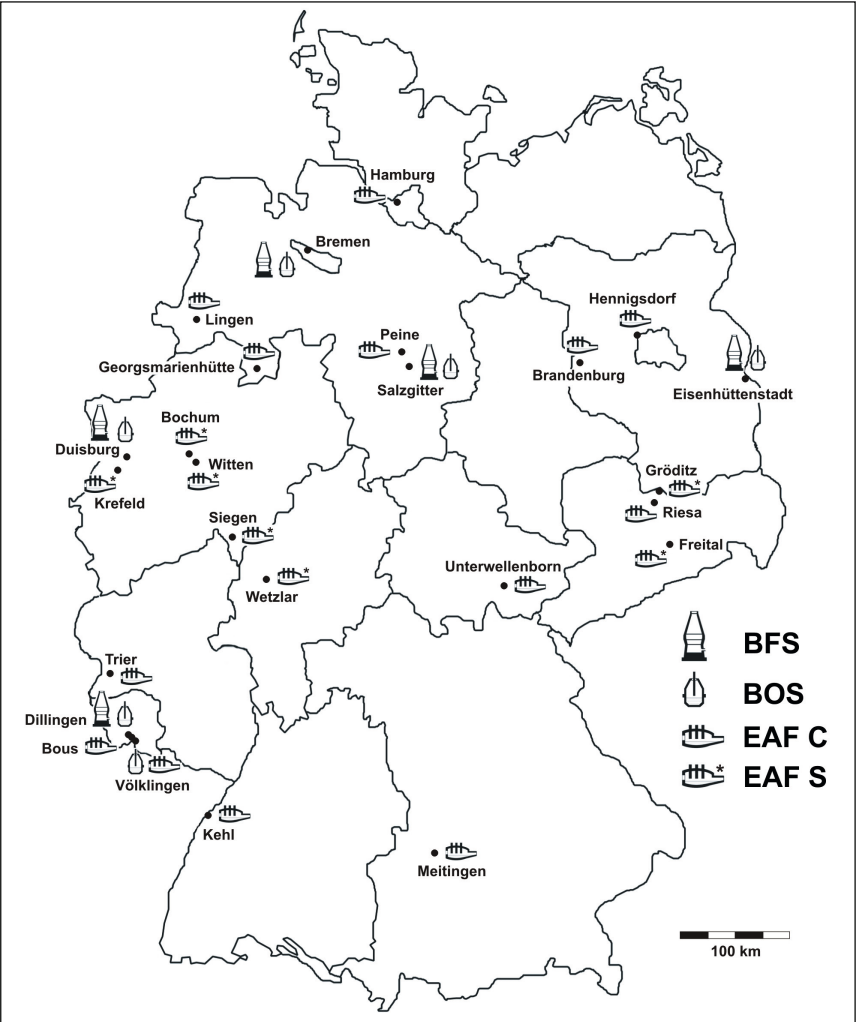 Hamburg
Bremen
Hennigsdorf
Lingen
Peine
Georgsmarienhütte
Brandenburg
Salzgitter
Eisenhüttenstadt
Bochum
*
Duisburg
Witten
*
Gröditz
*
*
Krefeld
Riesa
Siegen
*
Freital
*
Unterwellenborn
*
Wetzlar
BFS
Trier
BOS
Dillingen
EAF C
Bous
* EAF S
Völklingen
Kehl
Meitingen
100 km